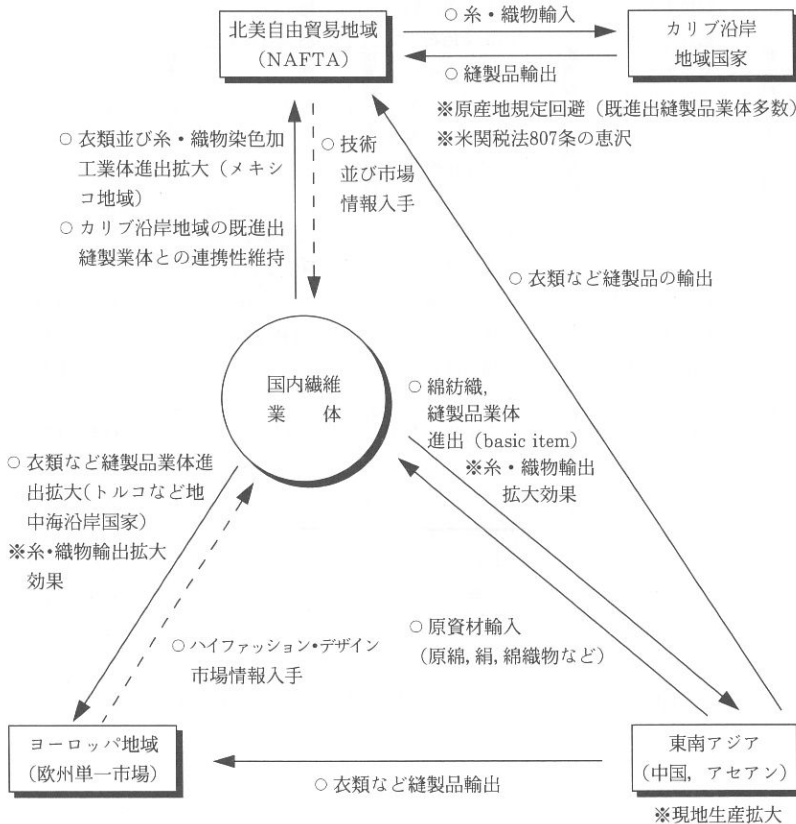 北美自由貿易地域
(NAFTA)
○ 糸・織物輸入
カリブ沿岸
地域国家
○ 縫製品輸出
※原産地規定回避(既進出縫製品業体多数)
※米関税法807条の恵沢
○ 衣類並び糸・織物染色加
工業体進出拡大(メキシ
コ地域)
○ カリブ沿岸地域の既進出
縫製業体との連携性維持
○ 技術
並び市場
情報入手
○ 衣類など縫製品の輸出
国内繊維
業 体
○ 綿紡織,
縫製品業体
進出(basic item)
※糸・織物輸出
拡大効果
○ 衣類など縫製品業体進
出拡大(トルコなど地
中海沿岸国家)
※糸・織物輸出拡大
効果
○ ハイファッション・デザイン
市場情報入手
○ 原資材輸入
(原綿, 絹, 綿織物など)
ヨーロッパ地域
(欧州単一市場)
○ 衣類など縫製品輸出
東南アジア
(中国, アセアン)
※現地生産拡大